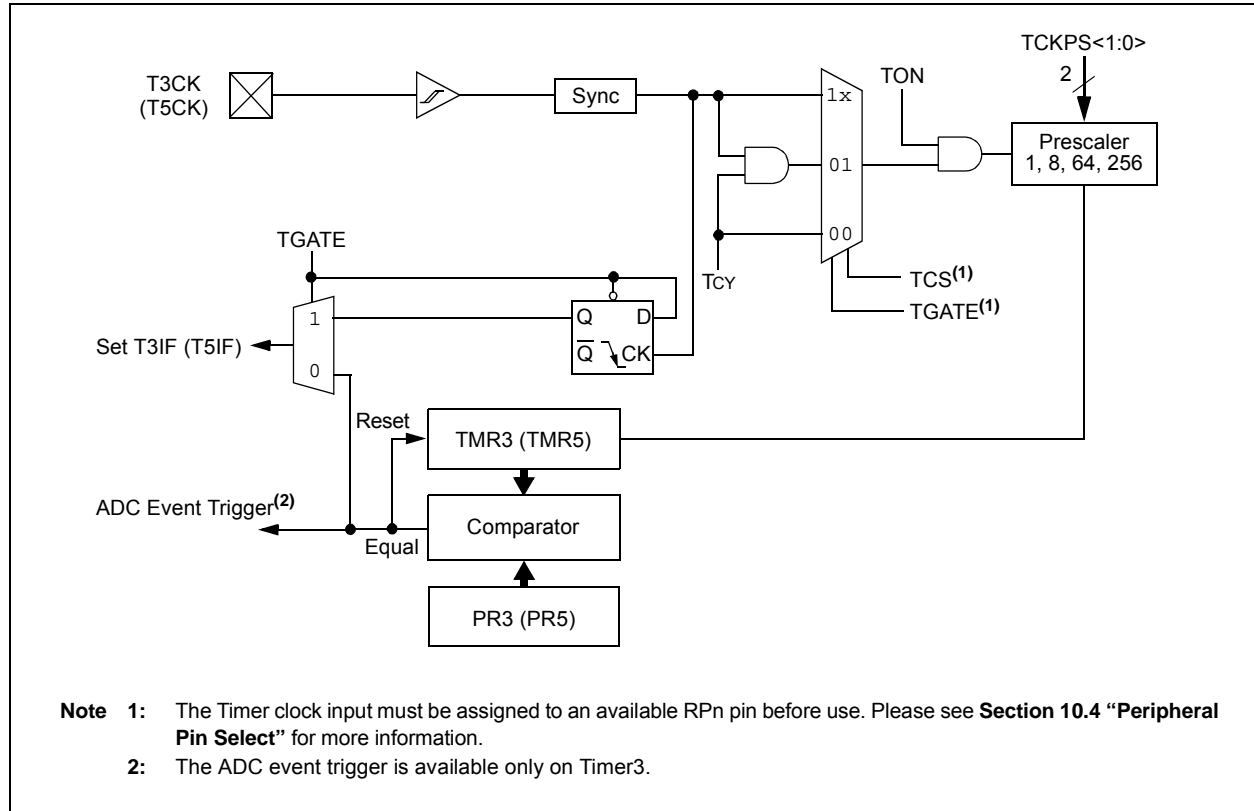 TCKPS<1:0>
2
T3CK
(T5CK)
Sync
TON
1x
01
00
Prescaler
1, 8, 64, 256
TCY
TCS(1)
TGATE(1)
TGATE
1
0
Q
D
Q
CK
Set T3IF (T5IF)
Reset
TMR3 (TMR5)
ADC Event Trigger(2)
Equal
Comparator
PR3 (PR5)
Note 1: The Timer clock input must be assigned to an available RPn pin before use. Please see Section 10.4 “Peripheral
Pin Select” for more information.
2: The ADC event trigger is available only on Timer3.